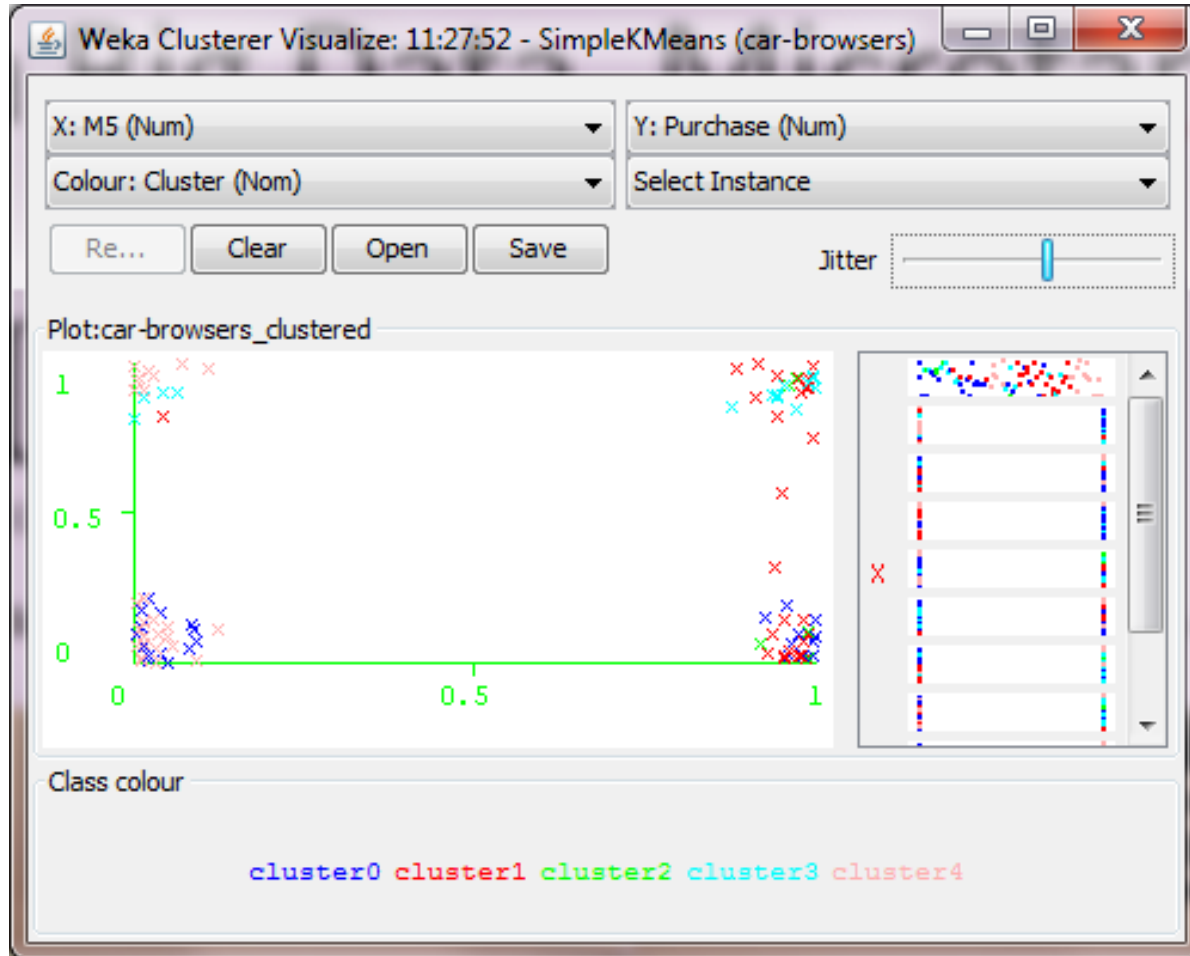 Weka Clusterer Visualize: 11:27:52 - SimpleKMeans (car-browsers)
X: M5 (Num)
Y: Purchase (Num)
Colour: Cluster (Nom)
Select Instance
Re...
Clear
Open
Save
Jitter
Plot:car-browsers_clustered
1
0.5
0
0
0.5
1
X
Class colour
cluster0 cluster1 cluster2 cluster3 cluster4